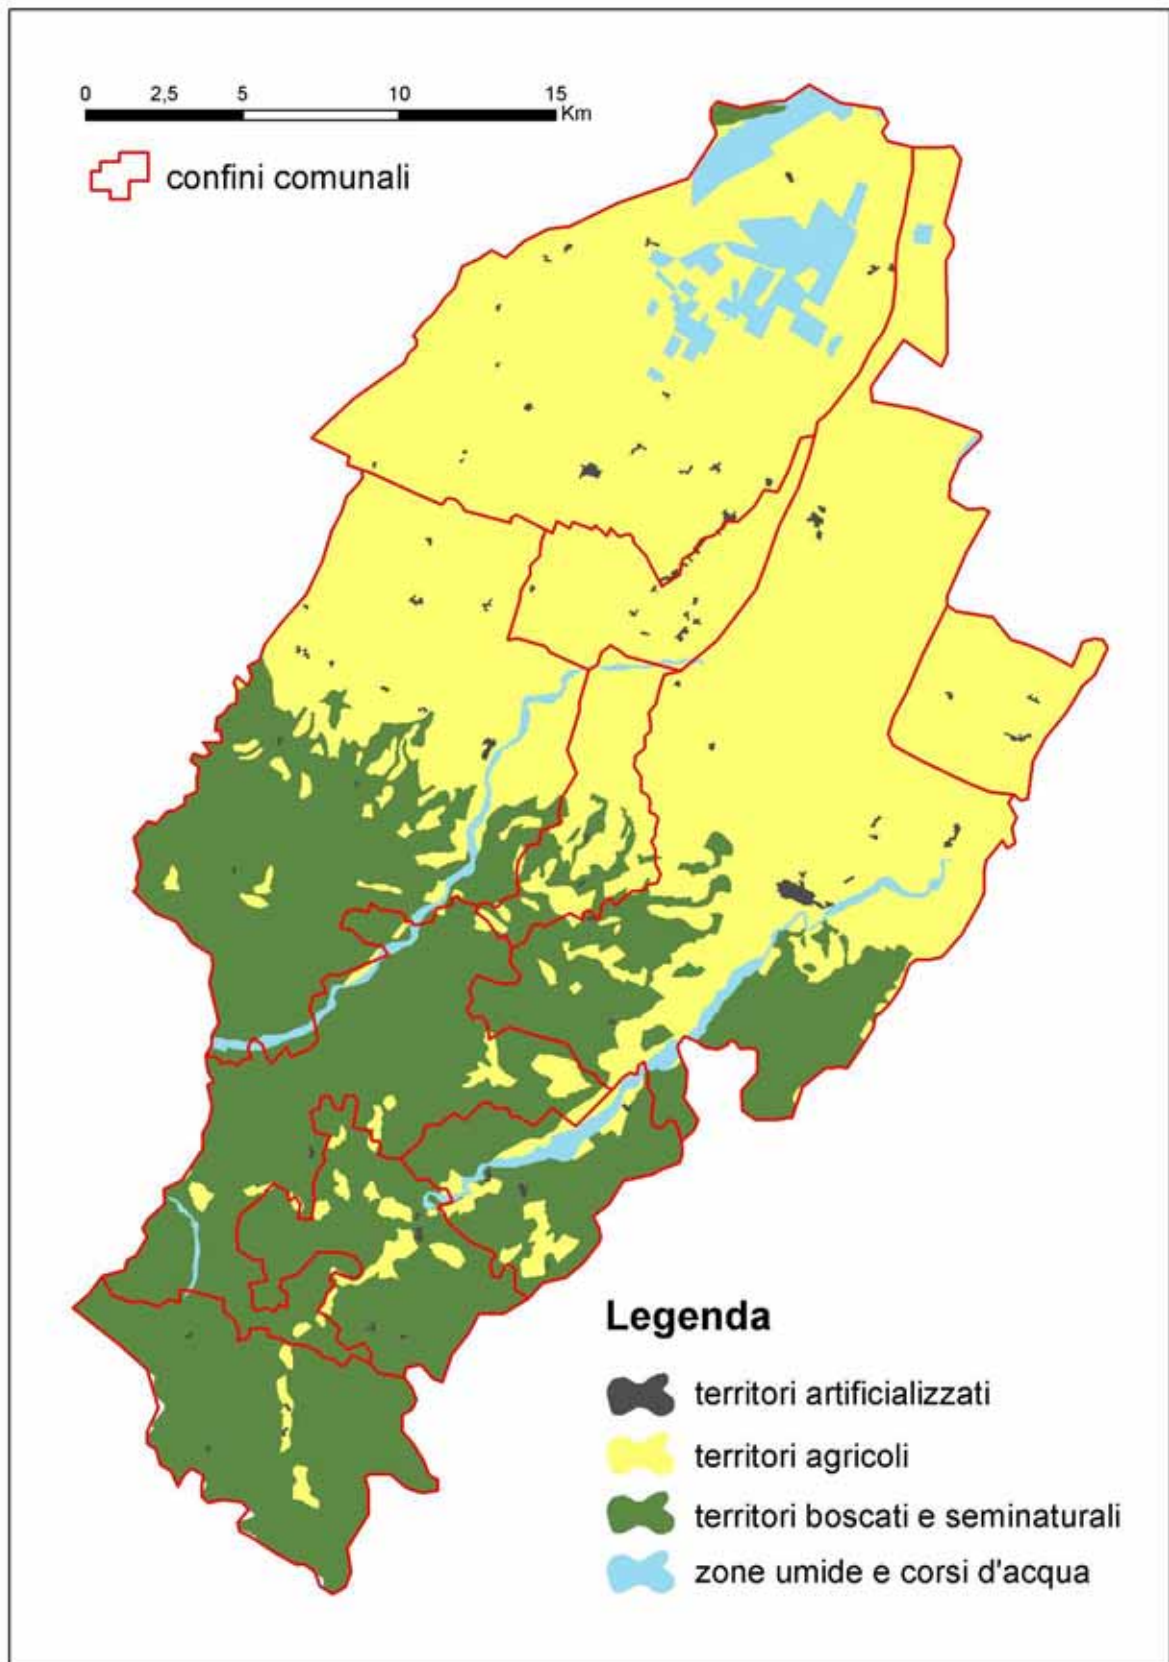 0 2,5 5 10 15
Km
confini comunali
Legenda
territori artificializzati
territori agricoli
territori boscati e seminaturali
zone umide e corsi d'acqua